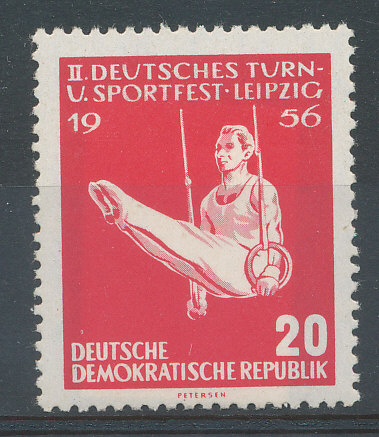 II. DEUTSCHES TURN-
U. SPORTFEST · LEIPZIG
19 56
20
DEUTSCHE
DEMOKRATISCHE REPUBLIK
PETERSEN